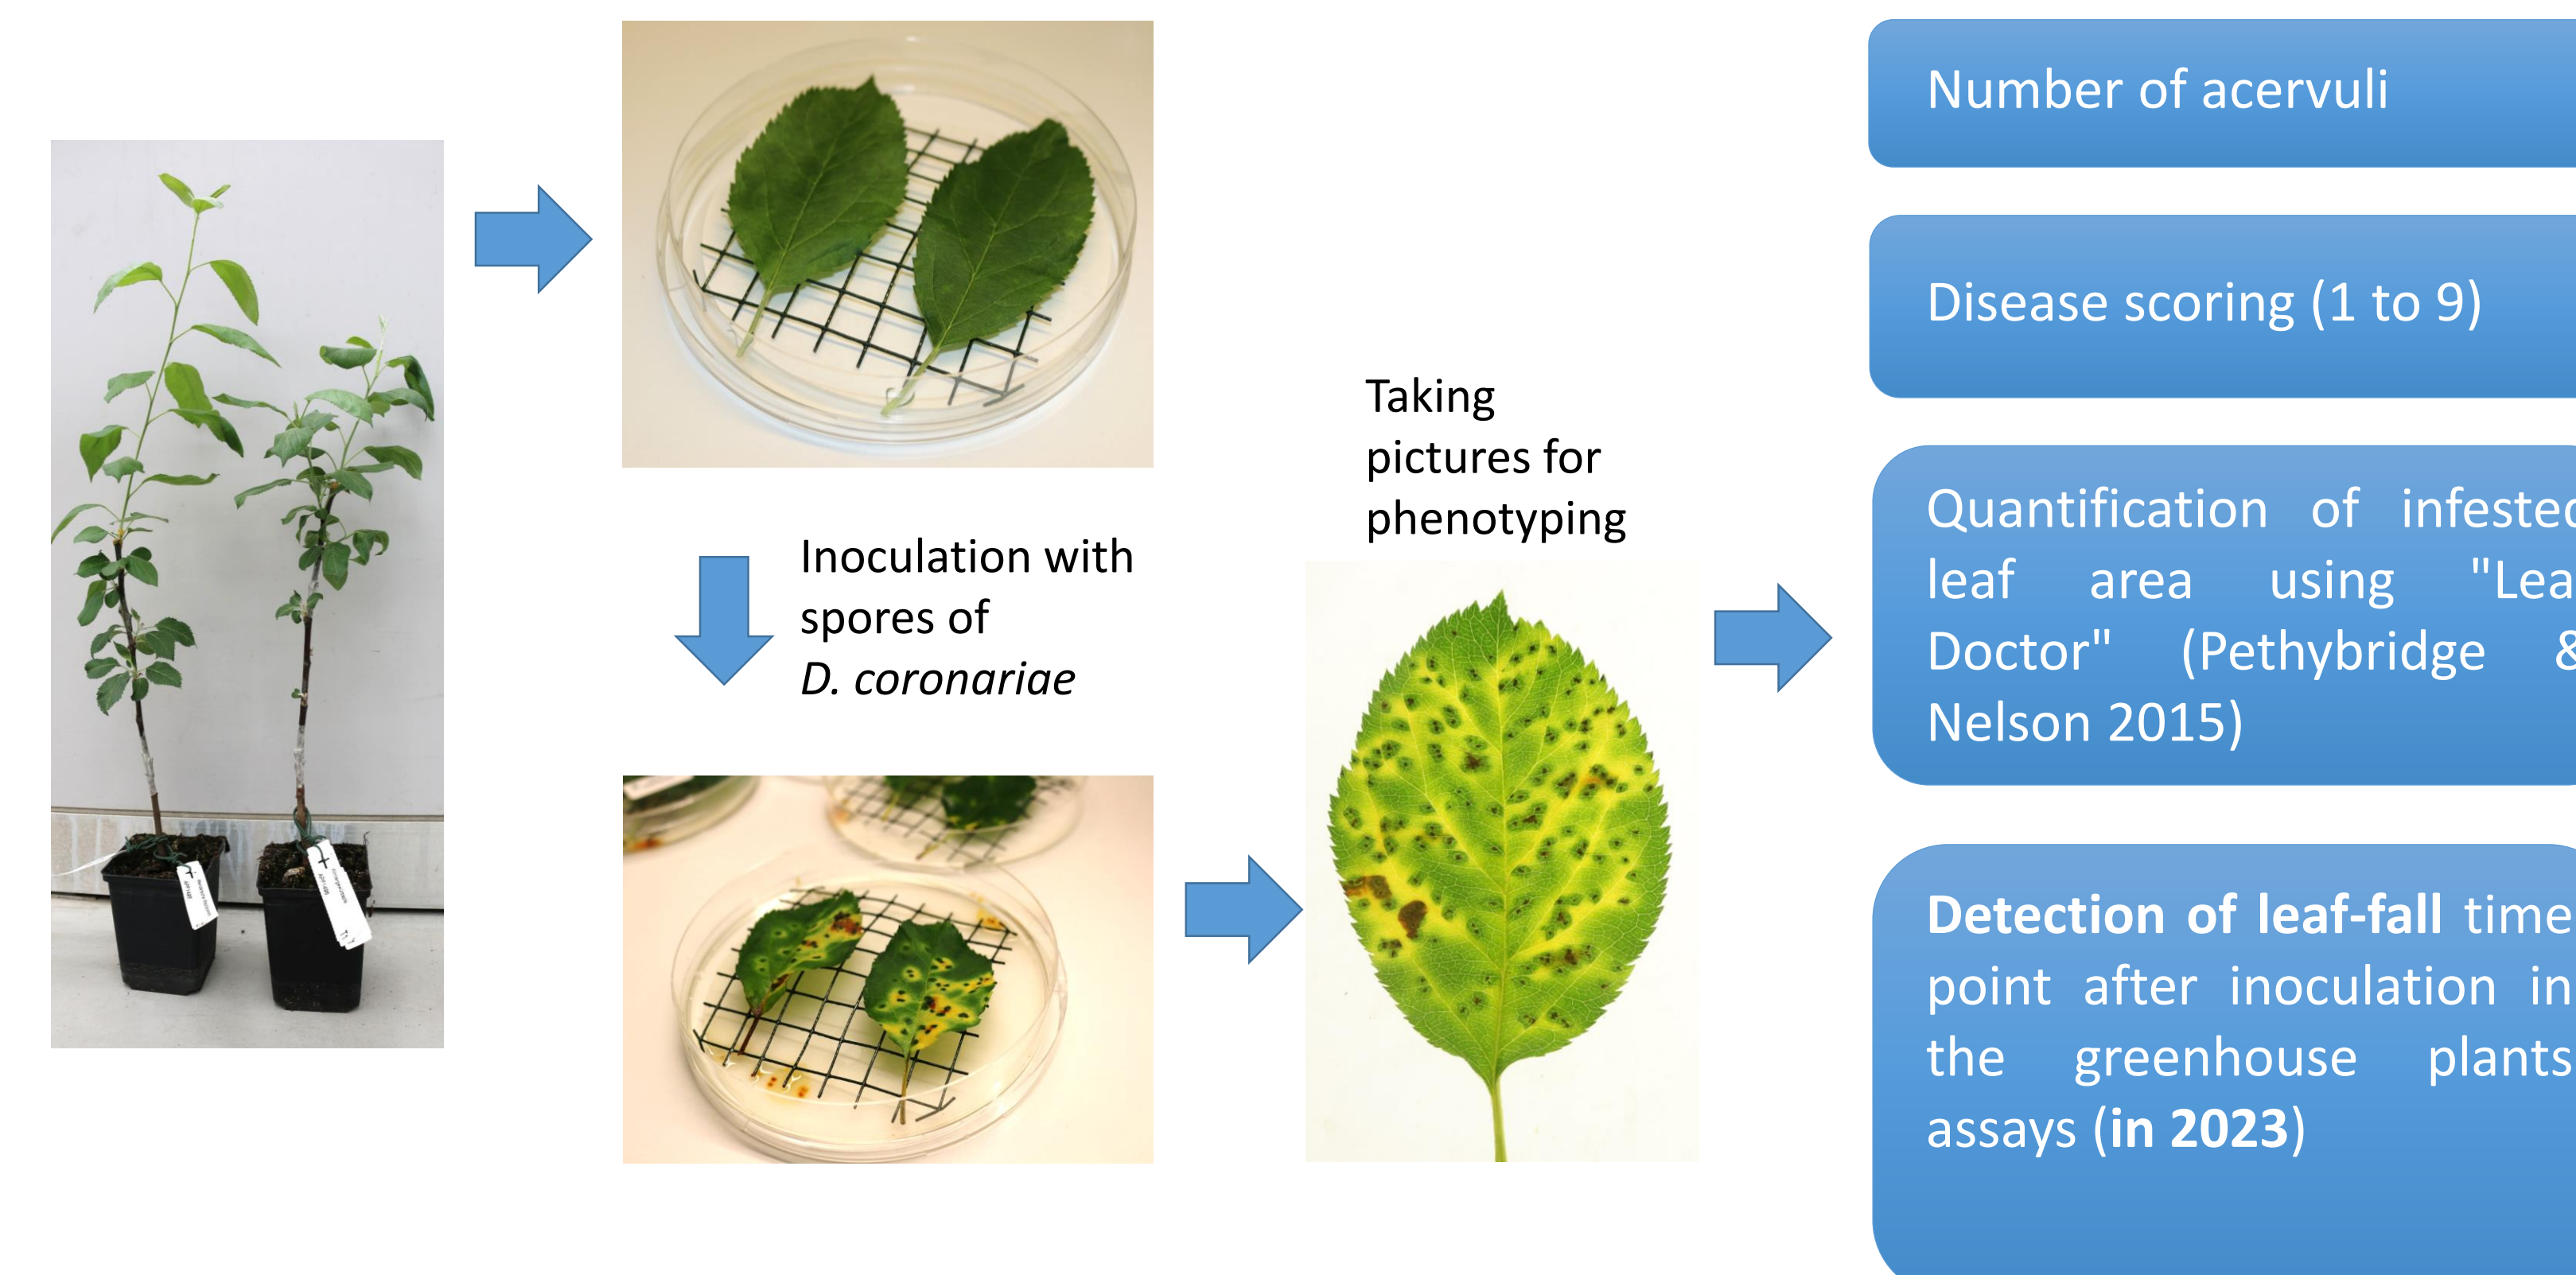 Number of acervuli
Disease scoring (1 to 9)
Taking
pictures for
phenotyping
Quantification of infested
leaf area using "Lea
Doctor" (Pethybridge &
Nelson 2015)
Inoculation with
spores of
D. coronariae
Detection of leaf-fall time
point after inoculation in
the greenhouse plants
assays (in 2023)